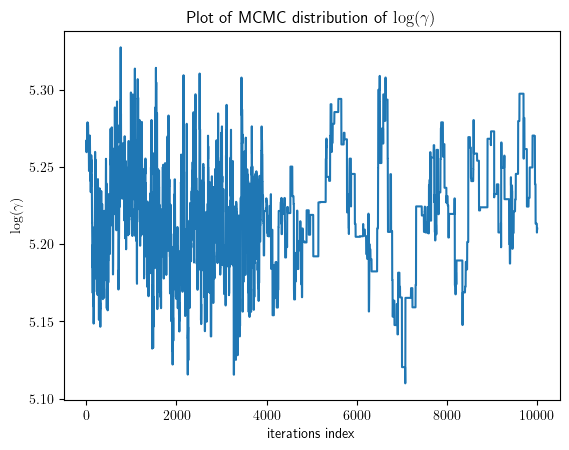 Plot of MCMC distribution of log(γ)
log(γ)
5.30
5.25
5.20
5.15
5.10
0 2000 4000 6000 8000 10000
iterations index